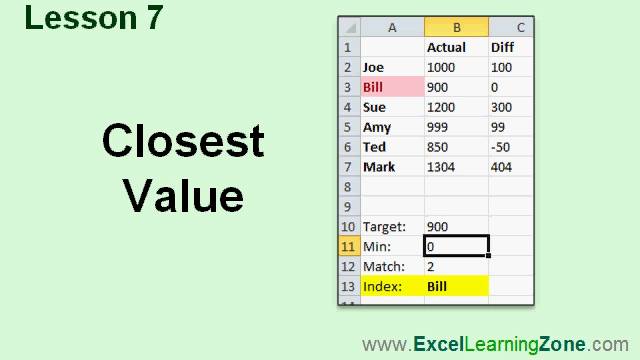 Lesson 7
Closest
Value
A B C
1 Actual Diff
2 Joe 1000 100
3 Bill 900 0
4 Sue 1200 300
5 Amy 999 99
6 Ted 850 -50
7 Mark 1304 404
8
9
10 Target: 900
11 Min: 0
12 Match: 2
13 Index: Bill
www.ExcelLearningZone.com